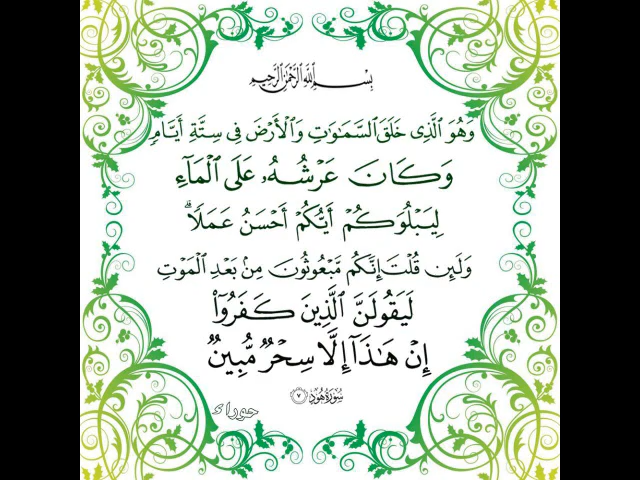 بِسْمِ ٱللَّهِ ٱلرَّحْمَٰنِ ٱلرَّحِيمِ
وَهُوَ ٱلَّذِى خَلَقَ ٱلسَّمَٰوَٰتِ وَٱلْأَرْضَ فِى سِتَّةِ أَيَّامٍ
وَكَانَ عَرْشُهُۥ عَلَى ٱلْمَآءِ
لِيَبْلُوَكُمْ أَيُّكُمْ أَحْسَنُ عَمَلًا ۗ
وَلَئِن قُلْتَ إِنَّكُم مَّبْعُوثُونَ مِنۢ بَعْدِ ٱلْمَوْتِ
لَيَقُولَنَّ ٱلَّذِينَ كَفَرُوٓا۟
إِنْ هَٰذَآ إِلَّا سِحْرٌ مُّبِينٌ
سُورَةُ هُودٍ ٧
حوراء